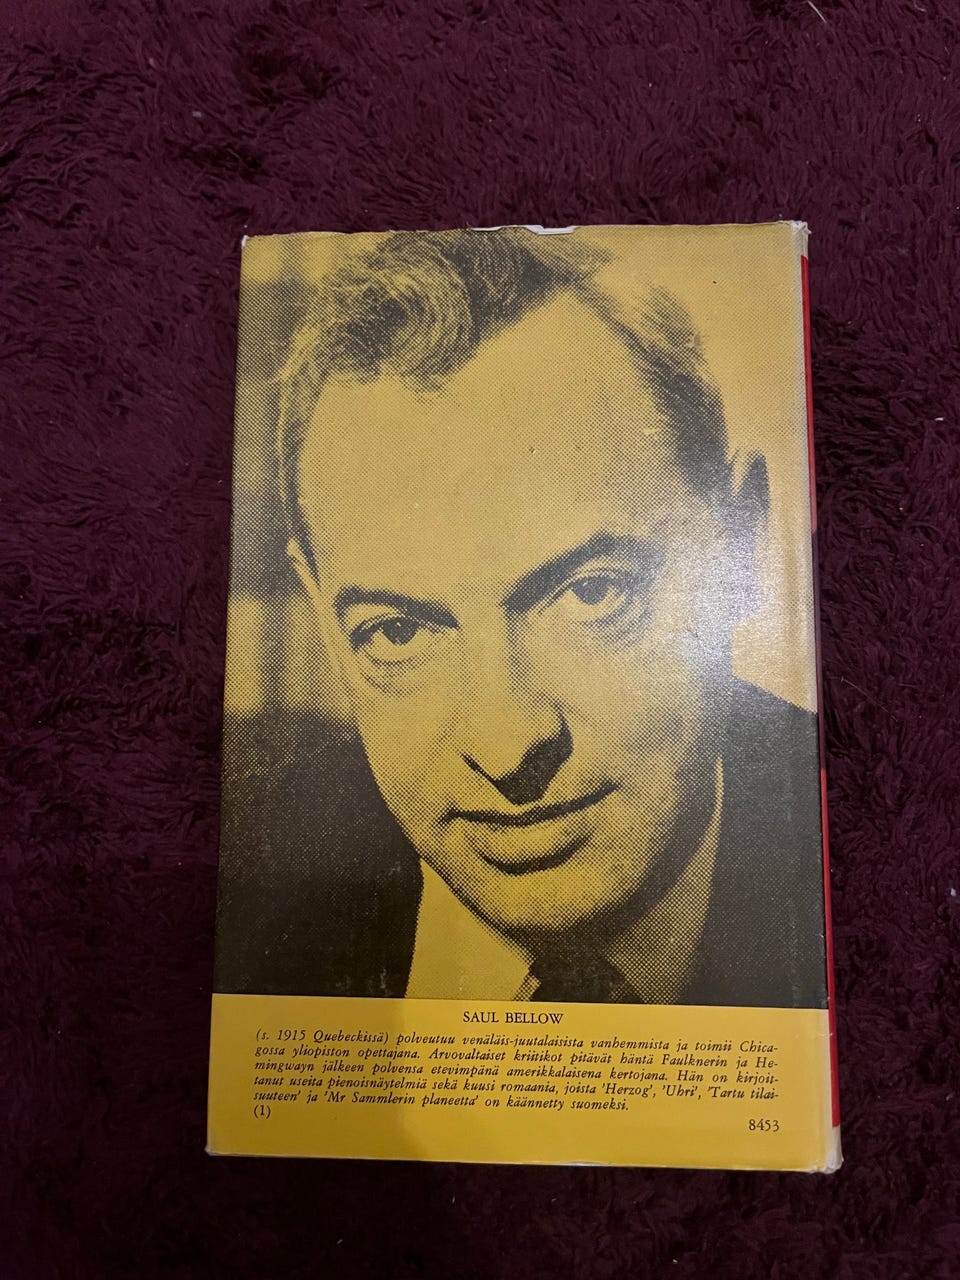 SAUL BELLOW
(s. 1915 Quebeckissä) polveutuu venäläis-juutalaisista vanhemmista ja toimii Chica-
gossa yliopiston opettajana. Arvovaltaiset kriitikot pitävät häntä Faulknerin ja He-
mingwayn jälkeen polvensa etevimpänä amerikkalaisena kertojana. Hän on kirjoit-
tanut useita pienoisnäytelmiä sekä kuusi romaania, joista 'Herzog', 'Uhri', 'Tartu tilai-
suuteen' ja 'Mr Sammlerin planeetta' on käännetty suomeksi.
(1)
8453